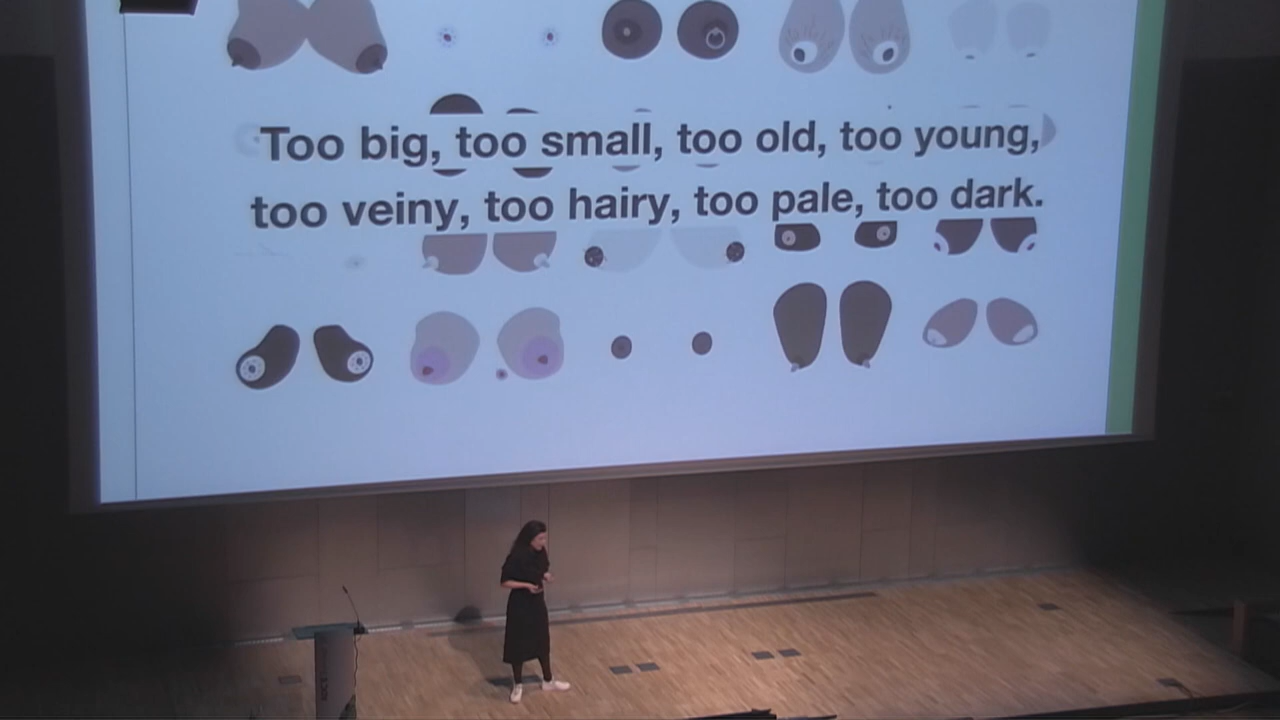 Too big, too small, too old, too young,
too veiny, too hairy, too pale, too dark.